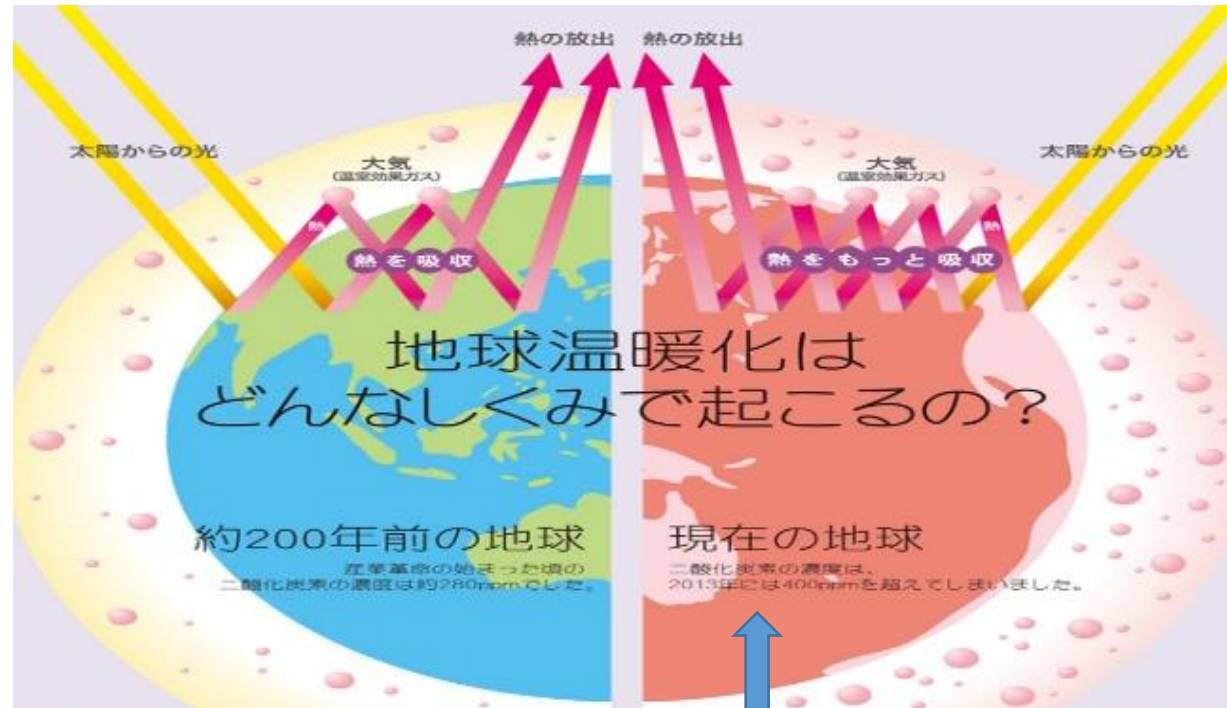 熱の放出 熱の放出
太陽からの光
大気
(温室効果ガス)
熱
熱を吸収
太陽からの光
大気
(温室効果ガス)
熱
熱をもっと吸収
地球温暖化は
どんなしくみで起こるの?
約200年前の地球
産業革命の始まった頃の
二酸化炭素の濃度は約280ppmでした。
現在の地球
二酸化炭素の濃度は、
2013年には400ppmを超えてしまいました。